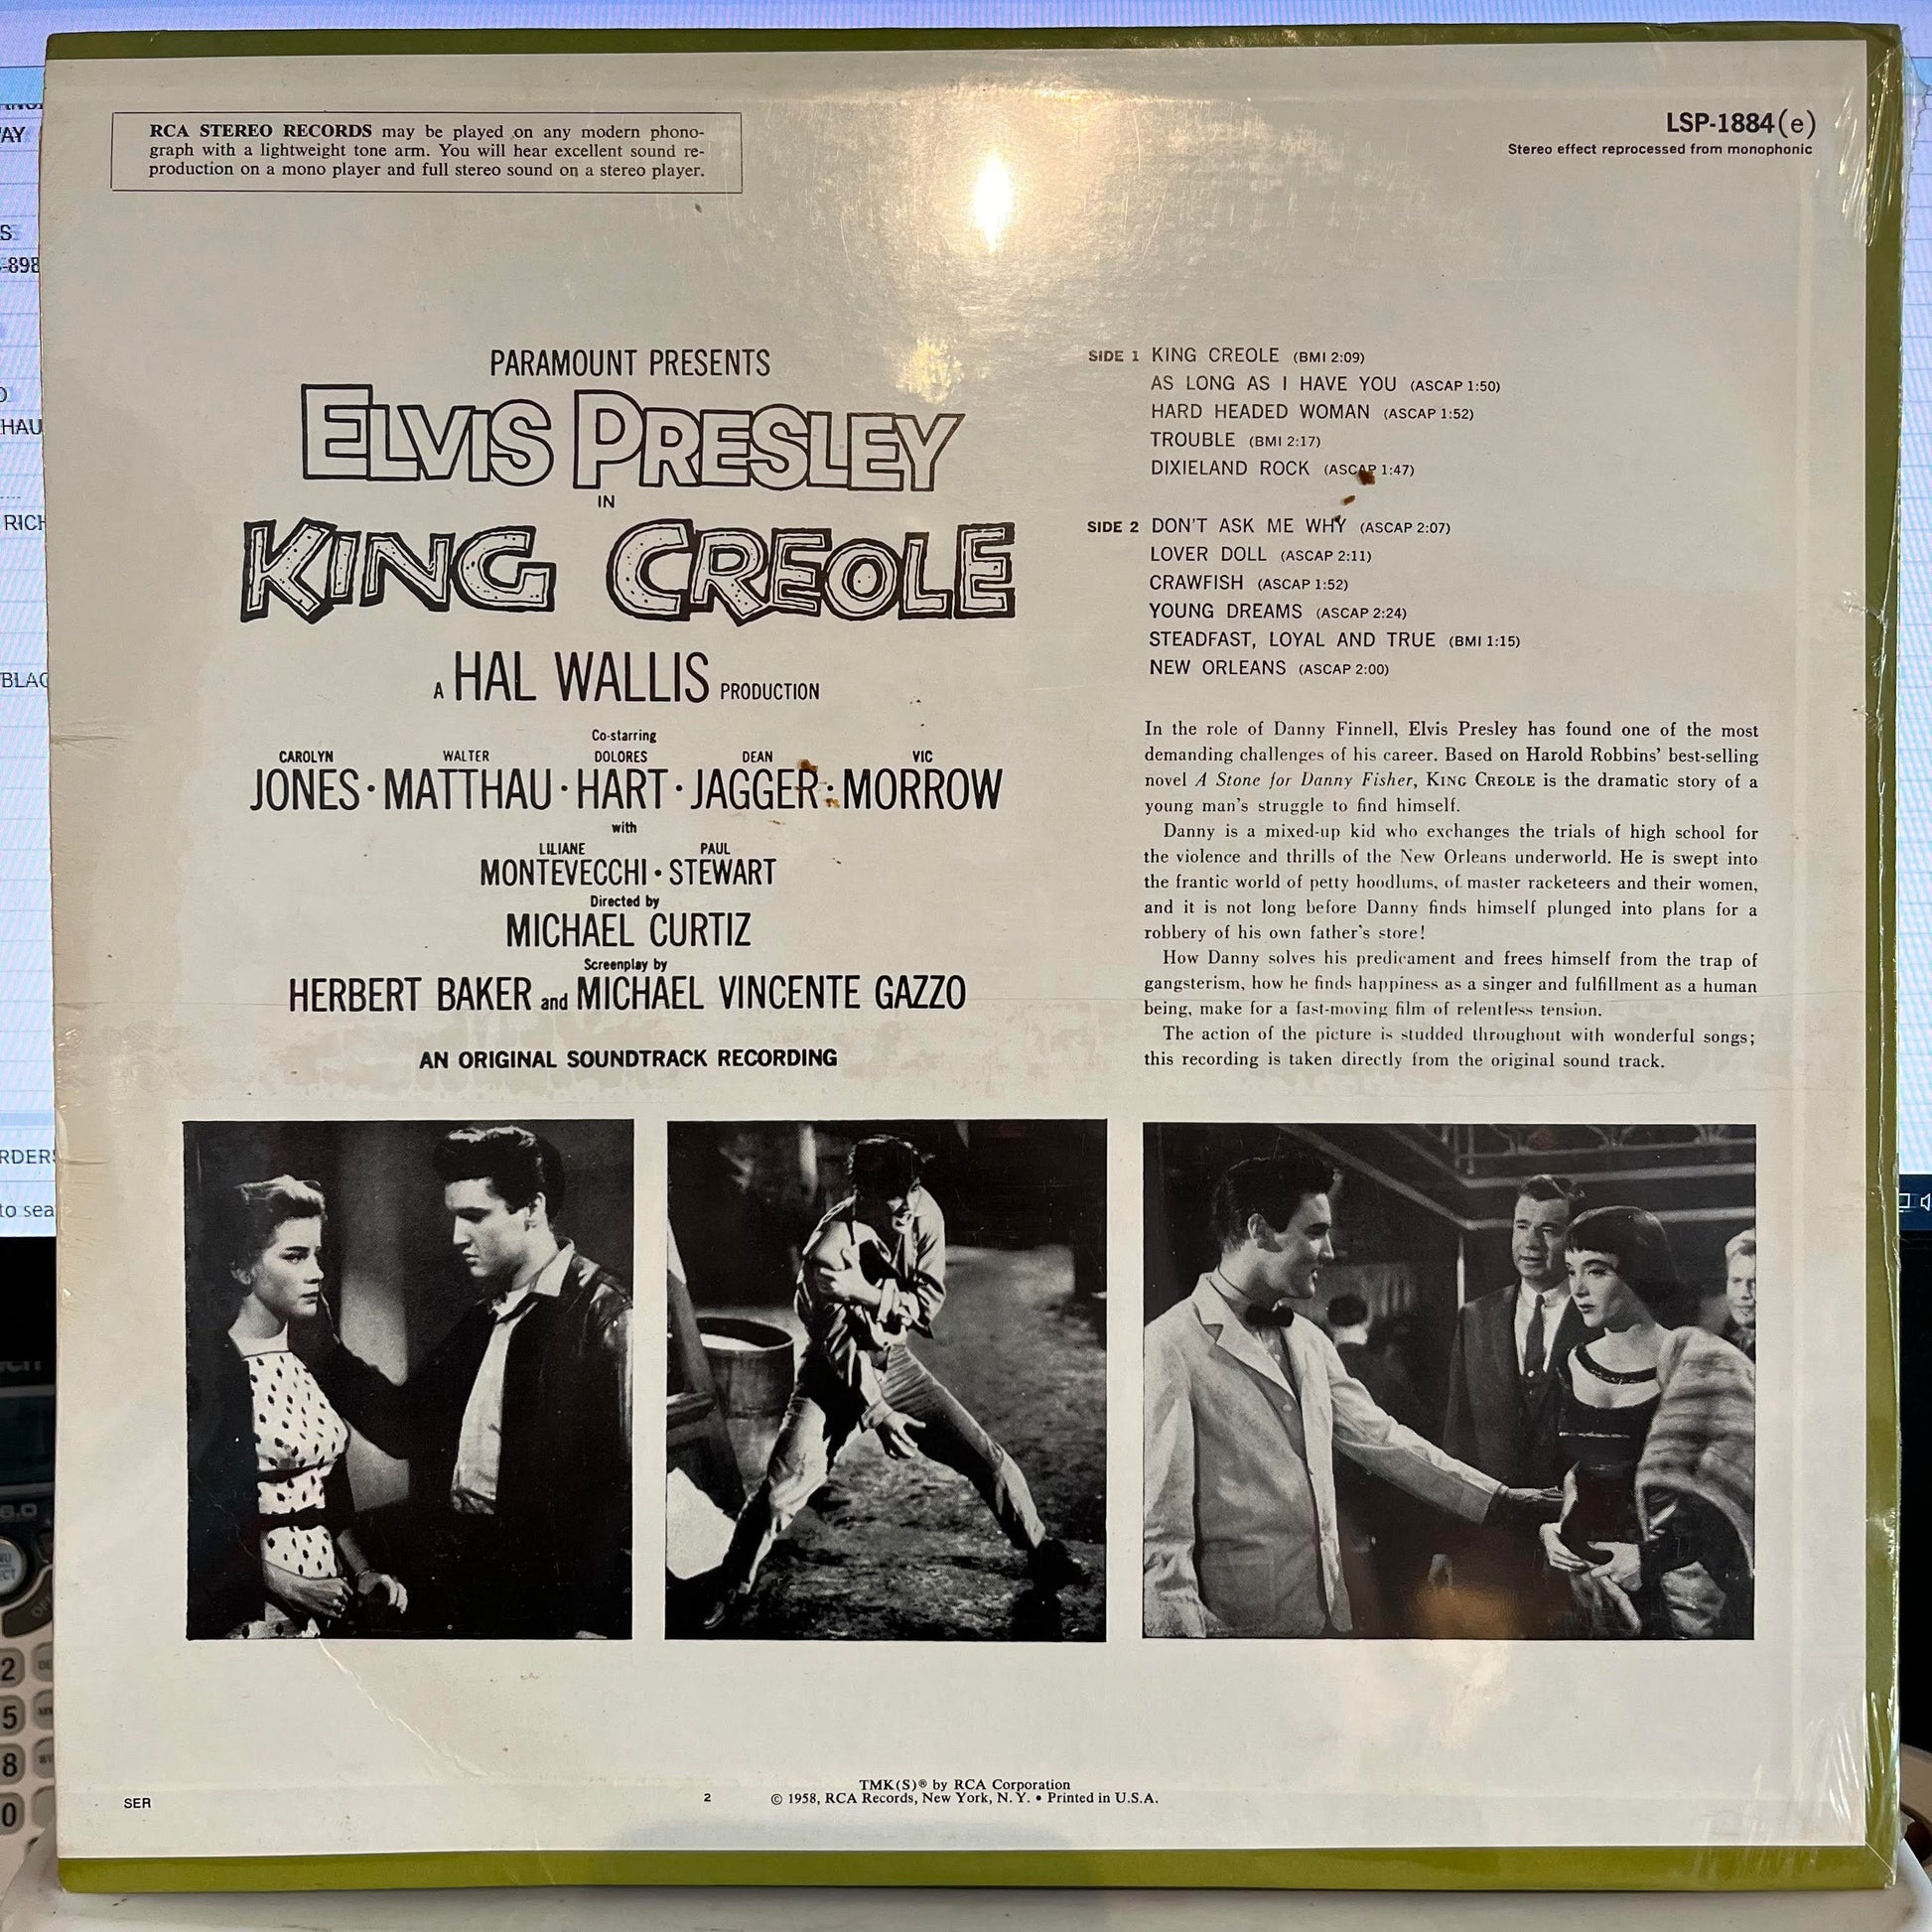 RCA STEREO RECORDS may be played on any modern phono-
graph with a lightweight tone arm. You will hear excellent sound re-
production on a mono player and full stereo sound on a stereo player.
LSP-1884(e)
Stereo effect reprocessed from monophonic
PARAMOUNT PRESENTS
ELVIS PRESLEY
IN
KING CREOLE
A HAL WALLIS PRODUCTION
Co-starring
CAROLYN WALTER DOLORES DEAN VIC
JONES · MATTHAU · HART · JAGGER · MORROW
with
LILIANE PAUL
MONTEVECCHI · STEWART
Directed by
MICHAEL CURTIZ
Screenplay by
HERBERT BAKER and MICHAEL VINCENTE GAZZO
AN ORIGINAL SOUNDTRACK RECORDING
SIDE 1 KING CREOLE (BMI 2:09)
AS LONG AS I HAVE YOU (ASCAP 1:50)
HARD HEADED WOMAN (ASCAP 1:52)
TROUBLE (BMI 2:17)
DIXIELAND ROCK (ASCAP 1:47)
SIDE 2 DON'T ASK ME WHY (ASCAP 2:07)
LOVER DOLL (ASCAP 2:11)
CRAWFISH (ASCAP 1:52)
YOUNG DREAMS (ASCAP 2:24)
STEADFAST, LOYAL AND TRUE (BMI 1:15)
NEW ORLEANS (ASCAP 2:00)
In the role of Danny Finnell, Elvis Presley has found one of the most
demanding challenges of his career. Based on Harold Robbins' best-selling
novel A Stone for Danny Fisher, KING CREOLE is the dramatic story of a
young man's struggle to find himself.
Danny is a mixed-up kid who exchanges the trials of high school for
the violence and thrills of the New Orleans underworld. He is swept into
the frantic world of petty hoodlums, of master racketeers and their women,
and it is not long before Danny finds himself plunged into plans for a
robbery of his own father's store!
How Danny solves his predicament and frees himself from the trap of
gangsterism, how he finds happiness as a singer and fulfillment as a human
being, make for a fast-moving film of relentless tension.
The action of the picture is studded throughout with wonderful songs;
this recording is taken directly from the original sound track.
TMK(S)® by RCA Corporation
© 1958, RCA Records, New York, N.Y. • Printed in U.S.A.
SER
2
AY
S
-898
HAU
RICH
BLAC
RDERS
to sea
2
5
8
0